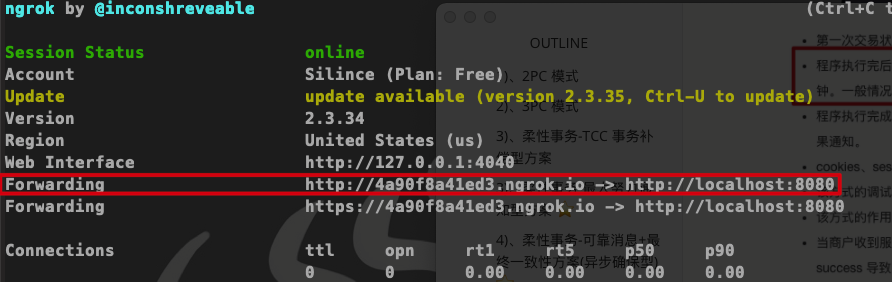 ngrok by @inconshreveable (Ctrl+C t
Session Status online
Account Silince (Plan: Free)
Update update available (version 2.3.35, Ctrl-U to update)
Version 2.3.34
Region United States (us)
Web Interface http://127.0.0.1:4040
Forwarding http://4a90f8a41ed3.ngrok.io -> http://localhost:8080
Forwarding https://4a90f8a41ed3.ngrok.io -> http://localhost:8080
Connections ttl opn rt1 rt5 p50 p90
0 0 0.00 0.00 0.00 0.00
OUTLINE
1)、2PC 模式
2)、3PC 模式
3)、柔性事务-TCC 事务补
偿型方案
4)、柔性事务-可靠消息+最
终一致性方案(异步确保型)
第一次交易状
程序执行完后
钟。一般情况
程序执行完成
果通知。
cookies、ses
式的调试
该方式的作用
当商户收到服
success 导致